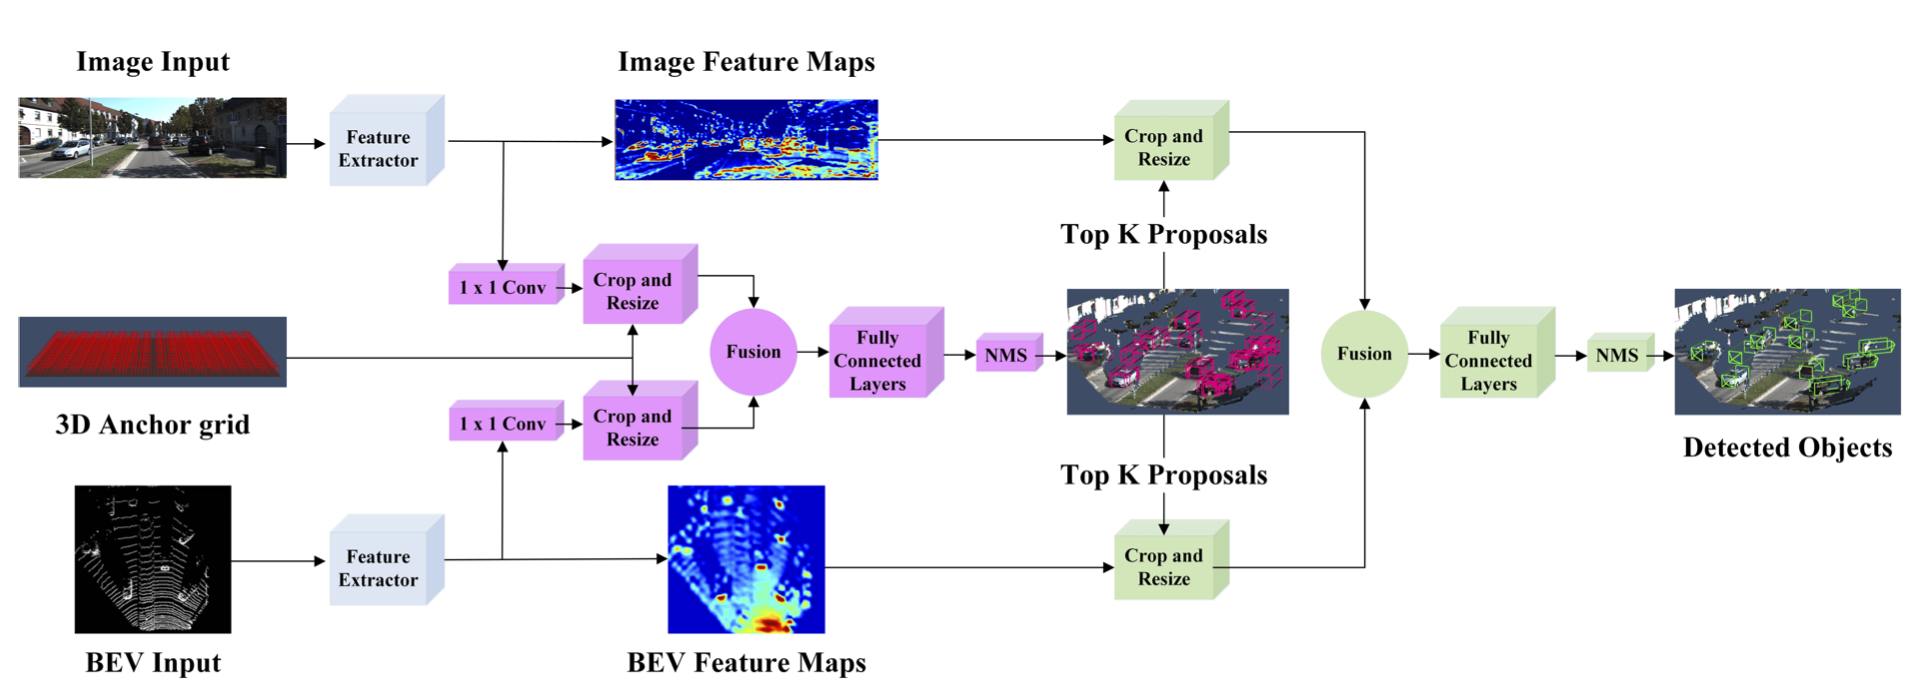 Image Input
Image Feature Maps
Feature
Extractor
Crop and
Resize
Top K Proposals
1 x 1 Conv
Crop and
Resize
Fusion
Fully
Connected
Layers
NMS
Fusion
Fully
Connected
Layers
NMS
3D Anchor grid
1 x 1 Conv
Crop and
Resize
Detected Objects
Top K Proposals
Feature
Extractor
Crop and
Resize
BEV Input
BEV Feature Maps